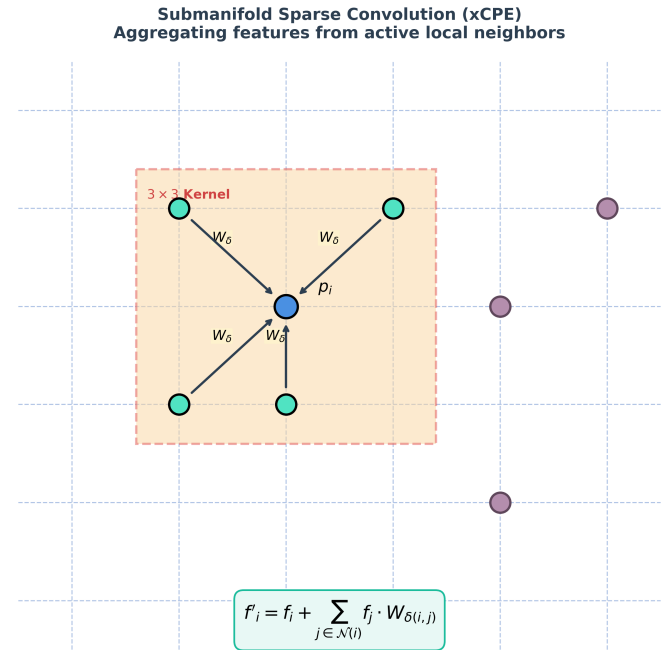 Submanifold Sparse Convolution (xCPE)
Aggregating features from active local neighbors
3 × 3 Kernel
W_δ
W_δ
p_i
W_δ
W_δ
f'_i = f_i + ∑_{j ∈ 𝒩(i)} f_j · W_{δ(i,j)}